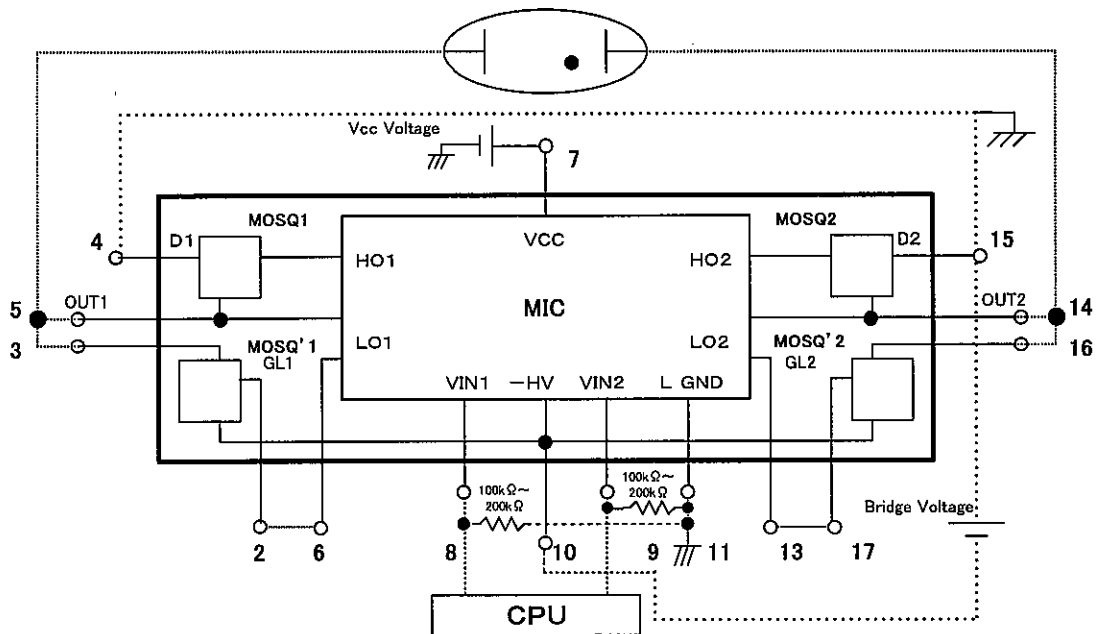 Vcc Voltage
7
MOSQ1
MOSQ2
4
D1
VCC
D2
15
HO1
HO2
5
OUT1
MIC
OUT2
14
3
MOSQ'1
LO1
LO2
MOSQ'2
16
GL1
GL2
VIN1
−HV
VIN2
L GND
100kΩ~
200kΩ
100kΩ~
200kΩ
Bridge Voltage
2
6
8
10
9
11
13
17
CPU